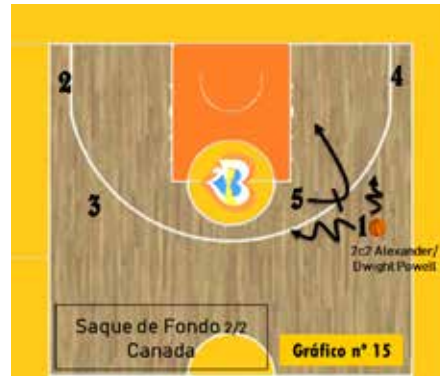 2
4
3
5
1
2c2 Alexander/
Dwight Powell
Saque de Fondo 2/2
Canada
Gráfico nº 15